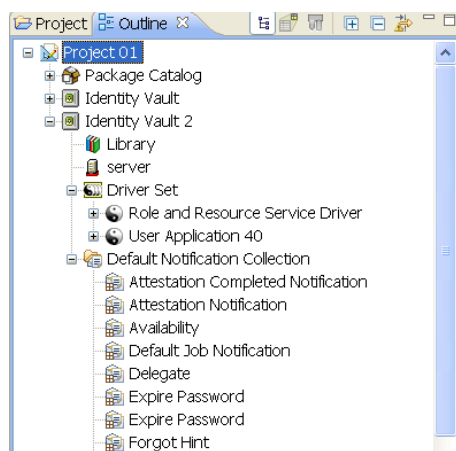 Project Outline
Project 01
Package Catalog
Identity Vault
Identity Vault 2
Library
server
Driver Set
Role and Resource Service Driver
User Application 40
Default Notification Collection
Attestation Completed Notification
Attestation Notification
Availability
Default Job Notification
Delegate
Expire Password
Expire Password
Forgot Hint